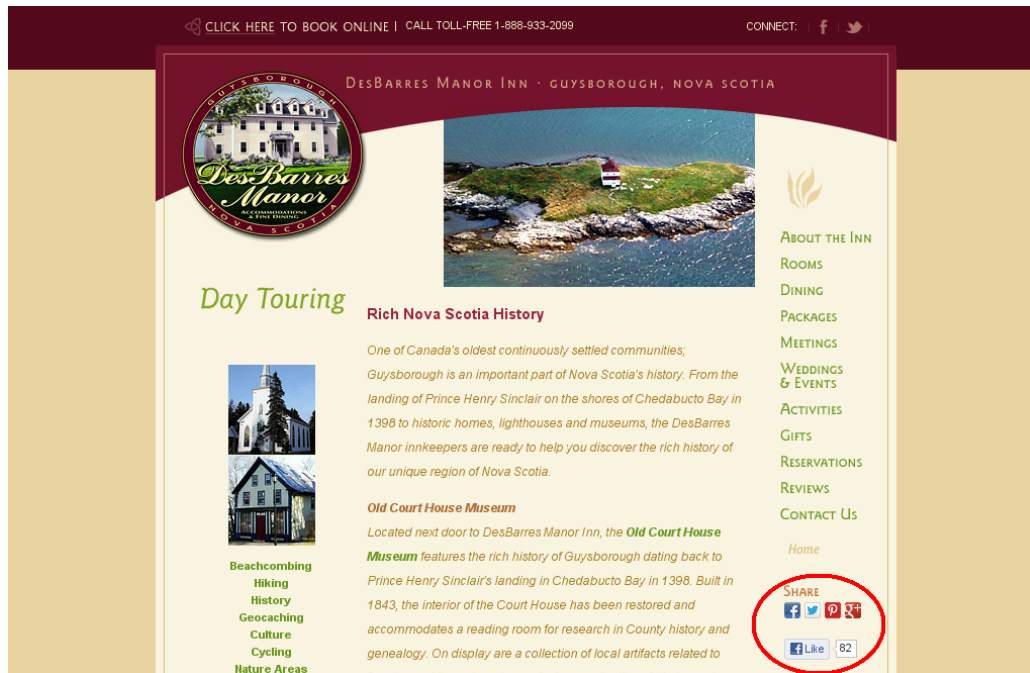 CLICK HERE TO BOOK ONLINE | CALL TOLL-FREE 1-888-933-2099
CONNECT:
DESBARRES MANOR INN · GUYSBOROUGH, NOVA SCOTIA
GUYSBOROUGH
DesBarres
Manor
ACCOMMODATIONS
& FINE DINING
NOVA SCOTIA
Day Touring
Beachcombing
Hiking
History
Geocaching
Culture
Cycling
Nature Areas
Rich Nova Scotia History
One of Canada's oldest continuously settled communities;
Guysborough is an important part of Nova Scotia's history. From the
landing of Prince Henry Sinclair on the shores of Chedabucto Bay in
1398 to historic homes, lighthouses and museums, the DesBarres
Manor innkeepers are ready to help you discover the rich history of
our unique region of Nova Scotia.
Old Court House Museum
Located next door to DesBarres Manor Inn, the Old Court House
Museum features the rich history of Guysborough dating back to
Prince Henry Sinclair's landing in Chedabucto Bay in 1398. Built in
1843, the interior of the Court House has been restored and
accommodates a reading room for research in County history and
genealogy. On display are a collection of local artifacts related to
ABOUT THE INN
ROOMS
DINING
PACKAGES
MEETINGS
WEDDINGS
& EVENTS
ACTIVITIES
GIFTS
RESERVATIONS
REVIEWS
CONTACT US
Home
SHARE
Like 82